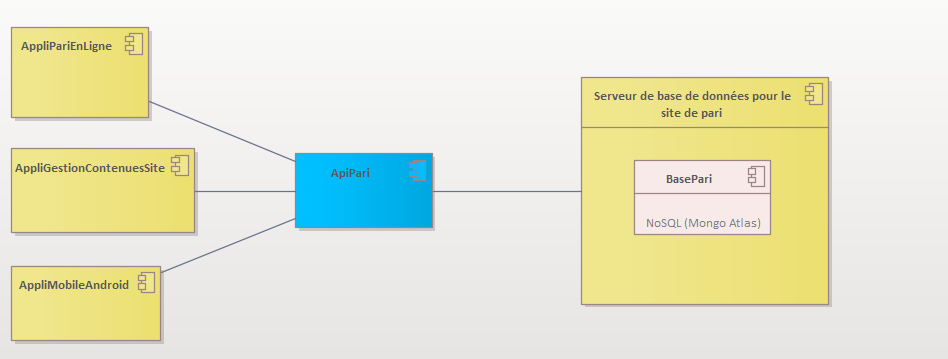 AppliPariEnLigne
AppliGestionContenuesSite
AppliMobileAndroid
ApiPari
Serveur de base de données pour le
site de pari
BasePari
NoSQL (Mongo Atlas)